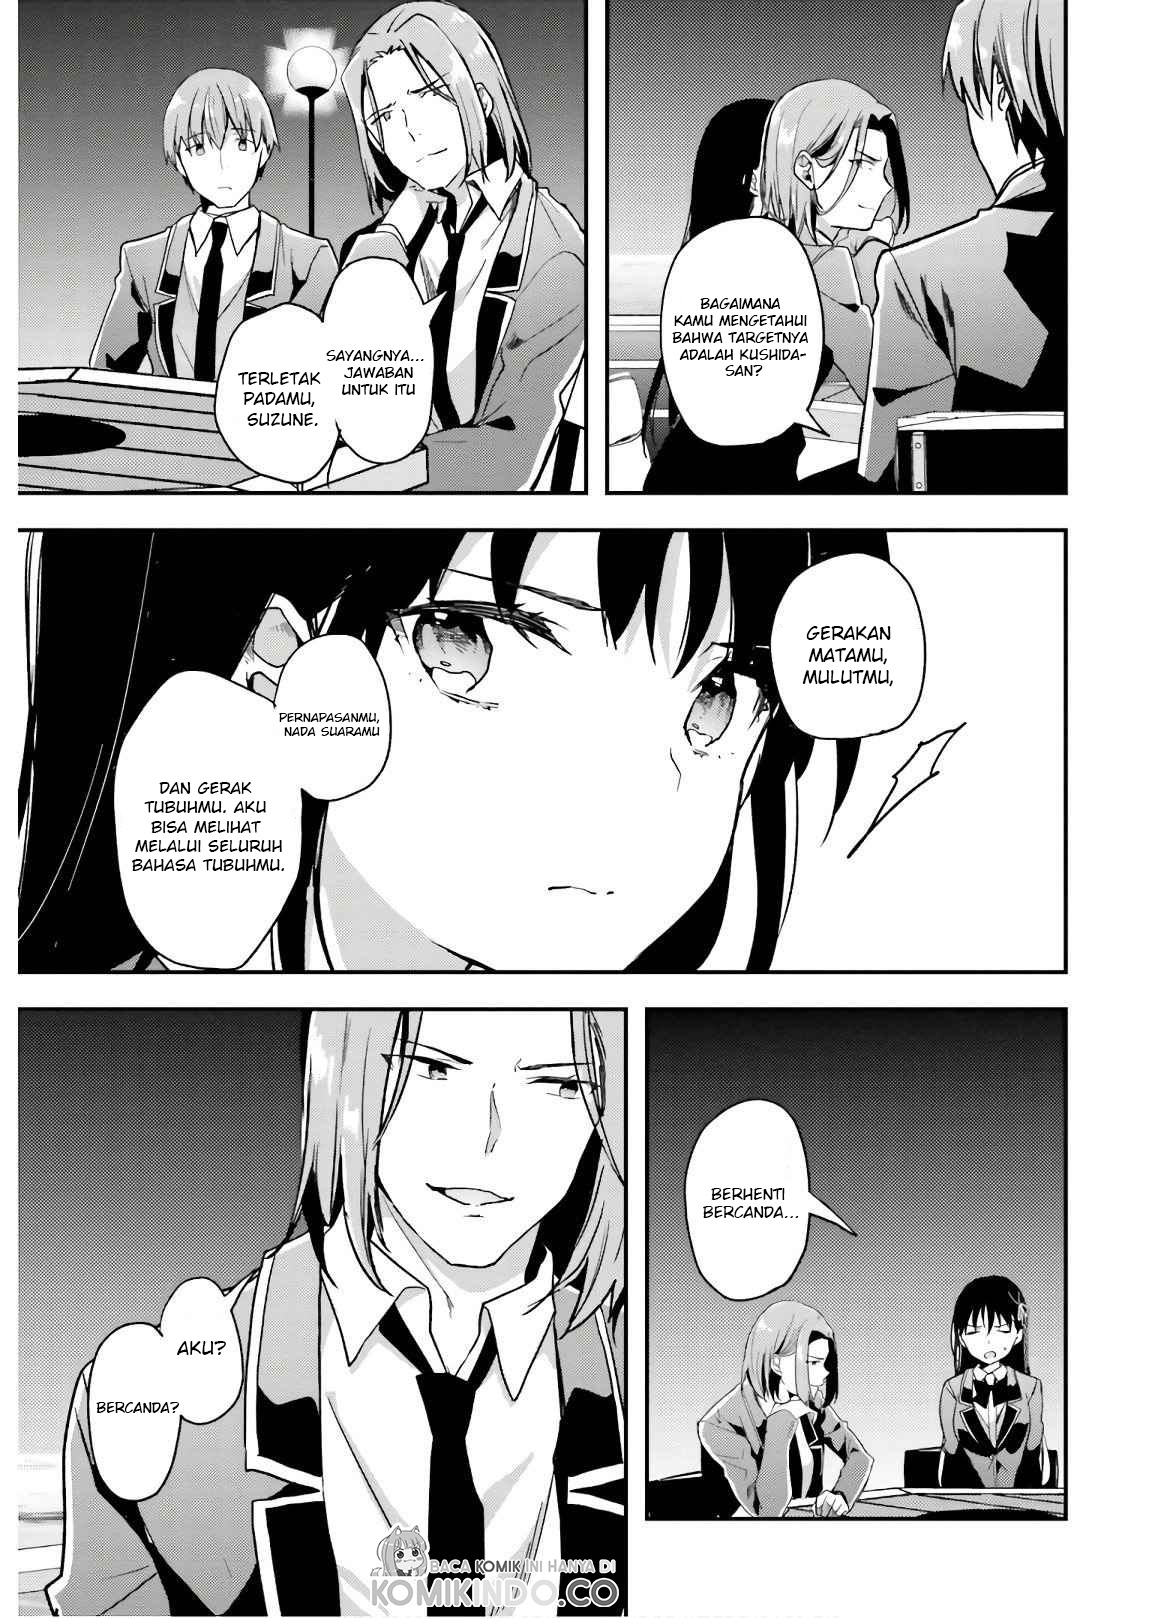 BAGAIMANA
KAMU MENGETAHUI
BAHWA TARGETNYA
ADALAH KUSHIDA-
SAN?
SAYANGNYA...
JAWABAN
UNTUK ITU
TERLETAK
PADAMU,
SUZUNE.
GERAKAN
MATAMU,
MULUTMU,
PERNAPASANMU,
NADA SUARAMU
DAN GERAK
TUBUHMU. AKU
BISA MELIHAT
MELALUI SELURUH
BAHASA TUBUHMU.
BERHENTI
BERCANDA...
AKU?
BERCANDA?
BACA KOMIK INI HANYA DI
KOMIKINDO.CO